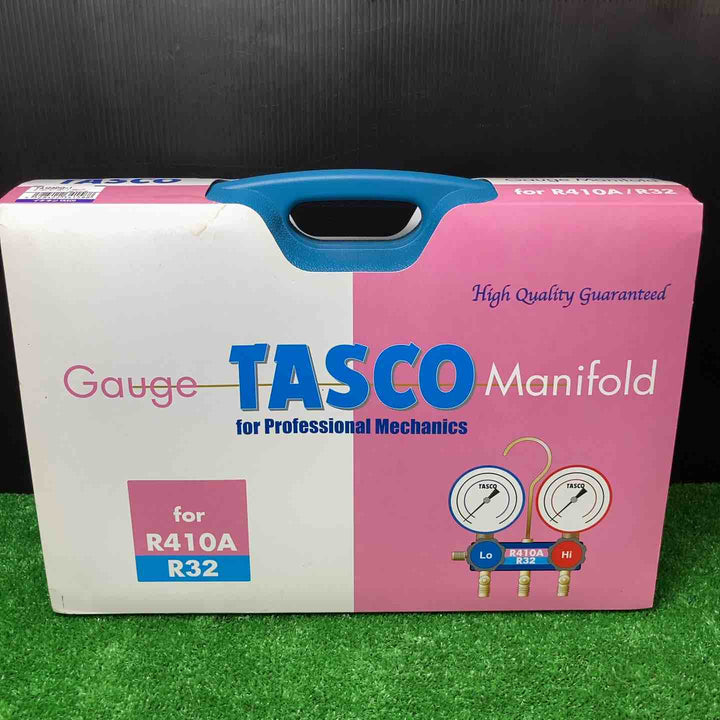 TASCO
Gauge Manifold
for R410A/R32
High Quality Guaranteed
Gauge TASCO Manifold
for Professional Mechanics
for
R410A
R32
TASCO
TASCO
Lo
R410A
R32
Hi